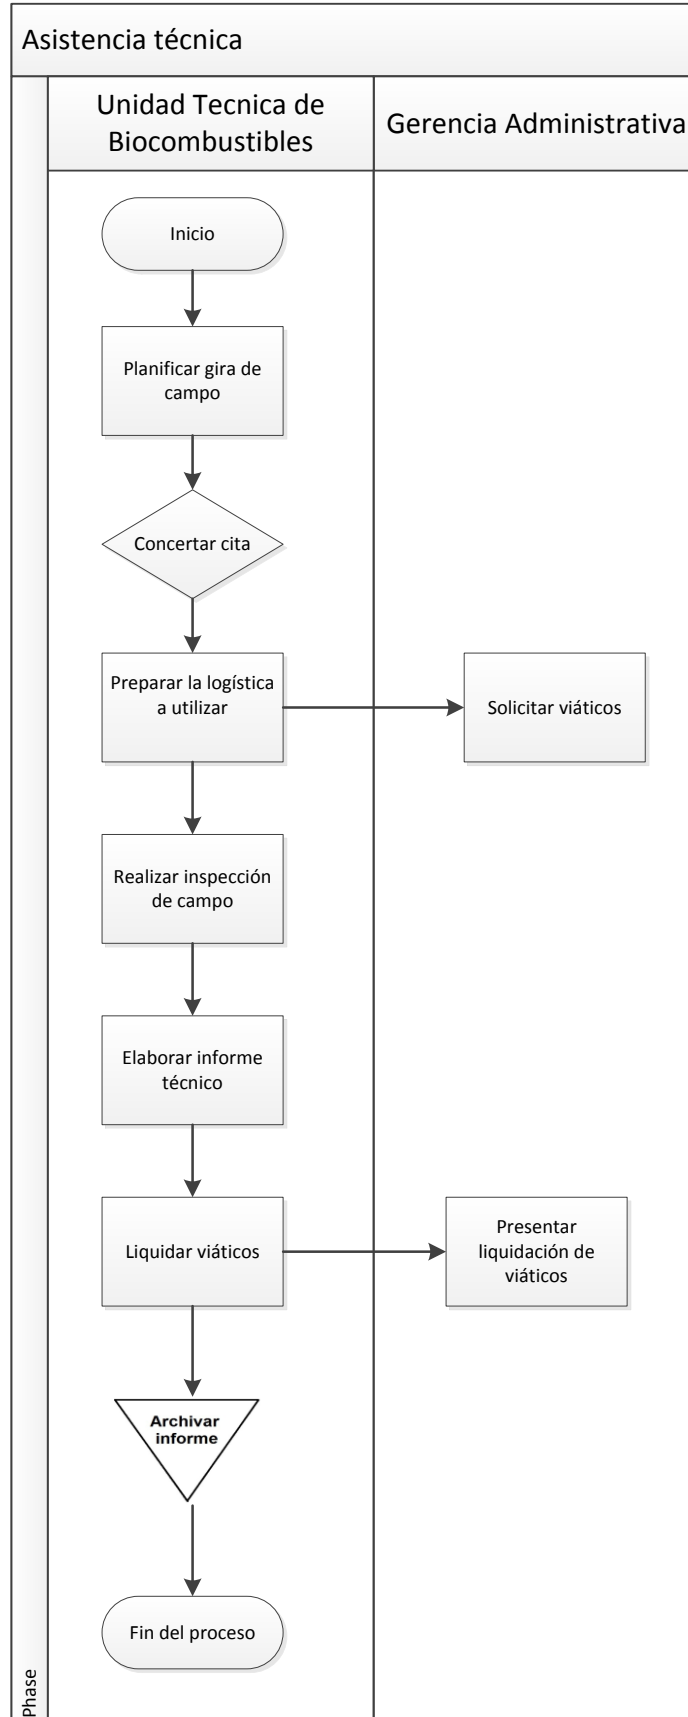 Asistencia técnica
Unidad Tecnica de
Biocombustibles
Gerencia Administrativa
Inicio
Planificar gira de
campo
Concertar cita
Preparar la logística
a utilizar
Solicitar viáticos
Realizar inspección
de campo
Elaborar informe
técnico
Liquidar viáticos
Presentar
liquidación de
viáticos
Archivar
informe
Fin del proceso
Phase